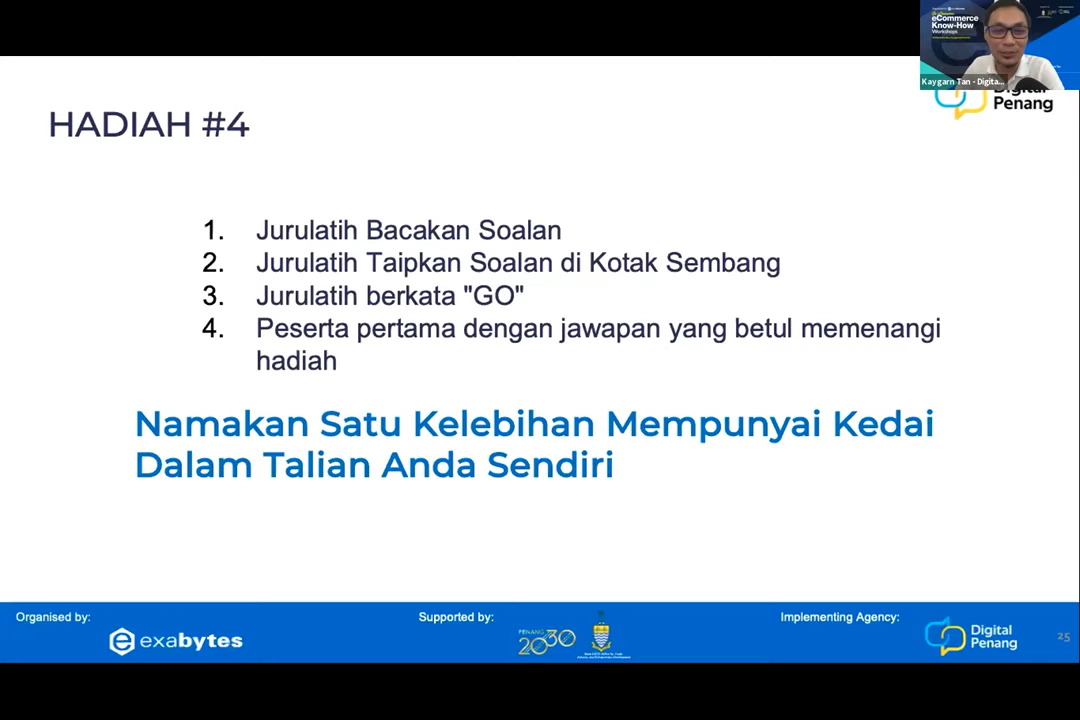 eCommerce
Know-How
Workshops
Kaygarn Tan - Digita...
Digital
Penang
HADIAH #4
1. Jurulatih Bacakan Soalan
2. Jurulatih Taipkan Soalan di Kotak Sembang
3. Jurulatih berkata "GO"
4. Peserta pertama dengan jawapan yang betul memenangi
hadiah
Namakan Satu Kelebihan Mempunyai Kedai
Dalam Talian Anda Sendiri
Organised by:
exabytes
Supported by:
PENANG
2030
Implementing Agency:
Digital
Penang
25